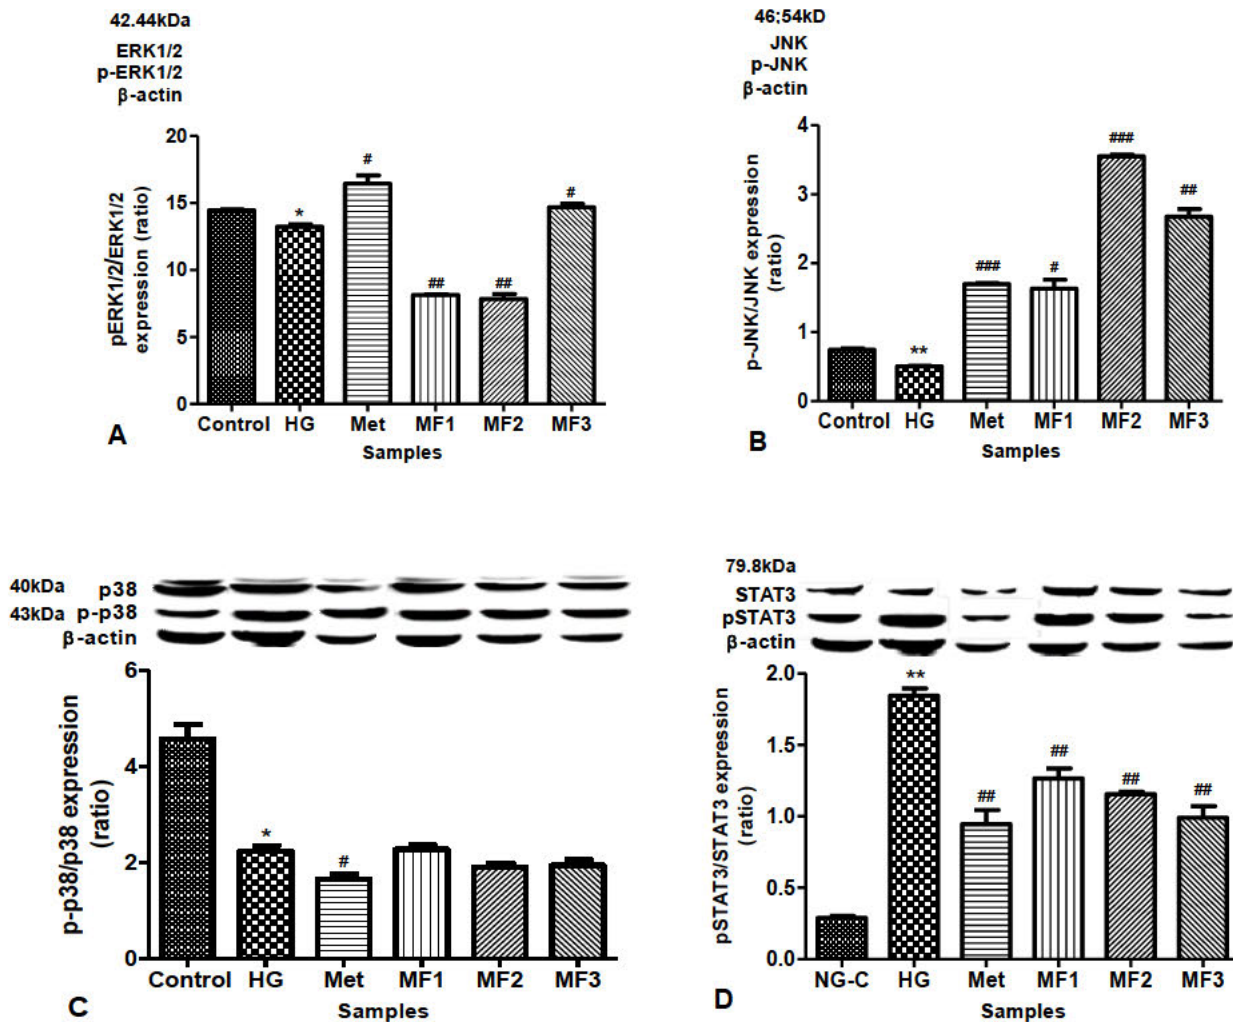 42.44kDa
ERK1/2
p-ERK1/2
β-actin
20
15
10
5
0
pERK1/2/ERK1/2
expression (ratio)
*
#
##
##
#
Control HG Met MF1 MF2 MF3
Samples
A
46;54kD
JNK
p-JNK
β-actin
4
3
2
1
0
p-JNK/JNK expression
(ratio)
**
###
#
###
##
Control HG Met MF1 MF2 MF3
Samples
B
40kDa p38
43kDa p-p38
β-actin
6
4
2
0
p-p38/p38 expression
(ratio)
*
#
Control HG Met MF1 MF2 MF3
Samples
C
79.8kDa
STAT3
pSTAT3
β-actin
2.0
1.5
1.0
0.5
0.0
pSTAT3/STAT3 expression
(ratio)
**
##
##
##
##
NG-C HG Met MF1 MF2 MF3
Samples
D